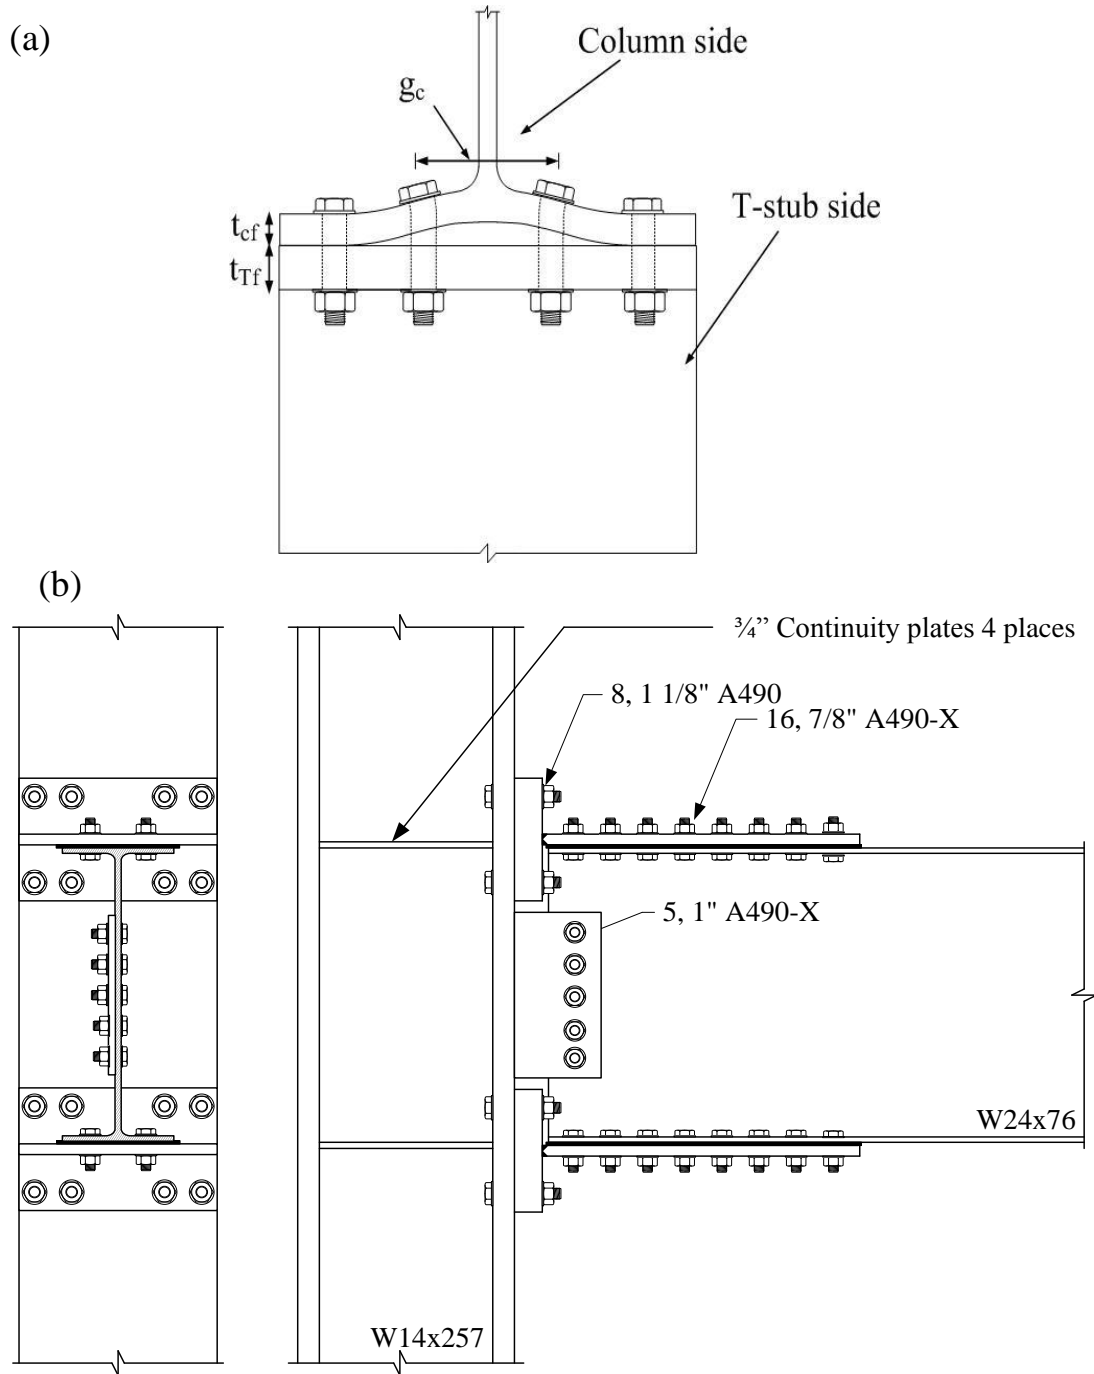 (a)
Column side
g_c
T-stub side
t_cf
t_Tf
(b)
¾” Continuity plates 4 places
8, 1 1/8" A490
16, 7/8" A490-X
5, 1" A490-X
W24x76
W14x257